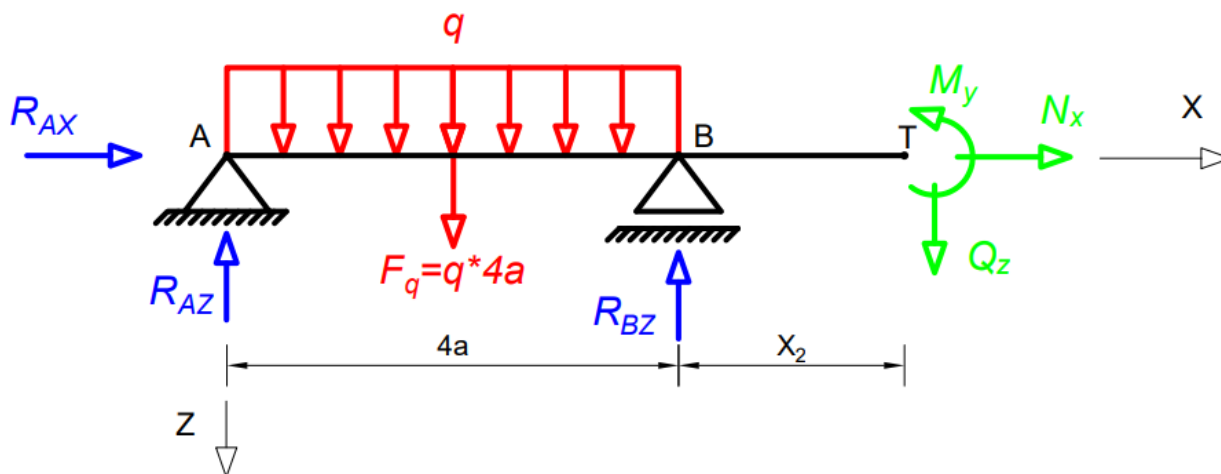 q
M_y
N_x
X
R_AX
A
B
T
F_q=q*4a
Q_z
R_AZ
R_BZ
4a
X_2
Z